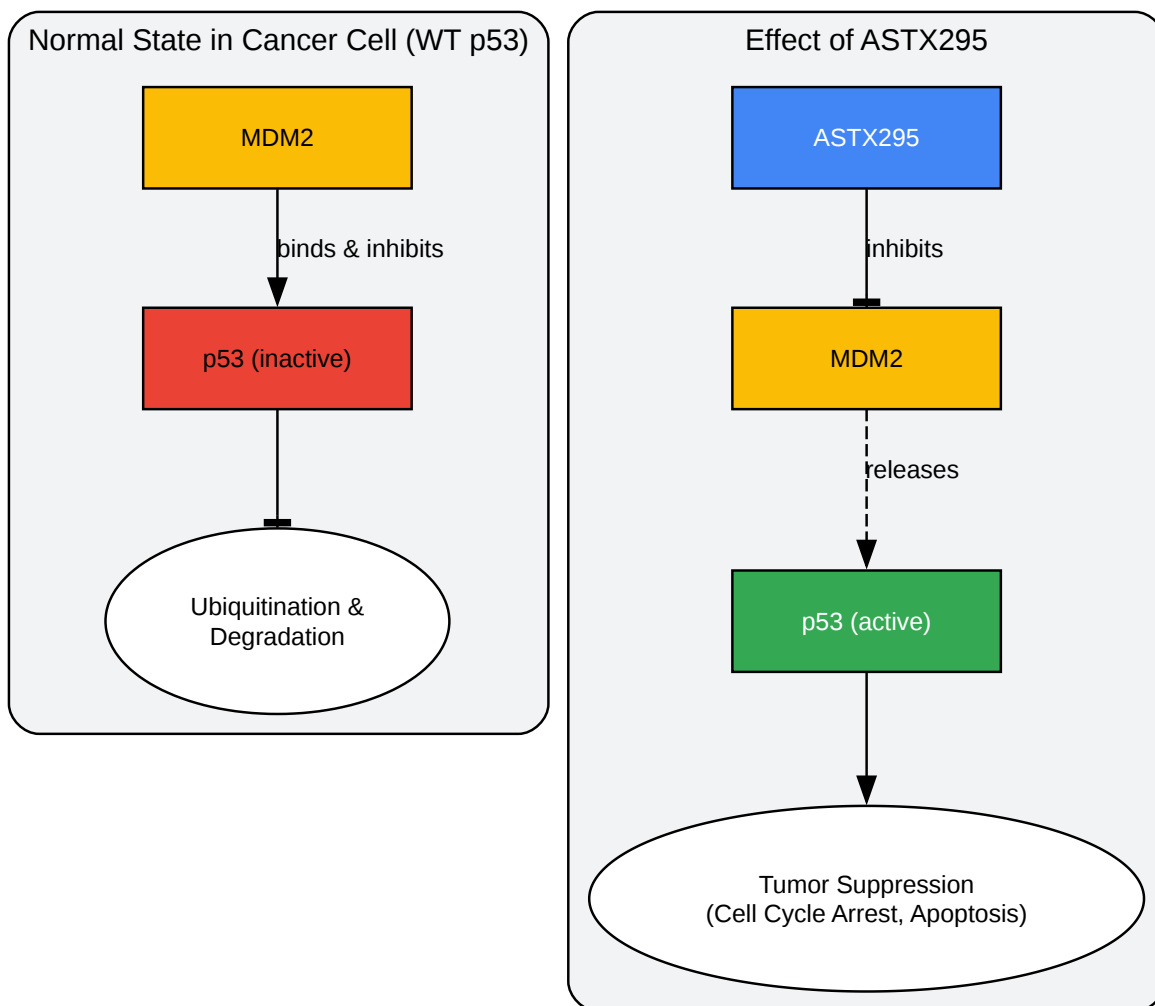 Normal State in Cancer Cell (WT p53)
MDM2
binds & inhibits
p53 (inactive)
Ubiquitination &
Degradation
Effect of ASTX295
ASTX295
inhibits
MDM2
releases
p53 (active)
Tumor Suppression
(Cell Cycle Arrest, Apoptosis)